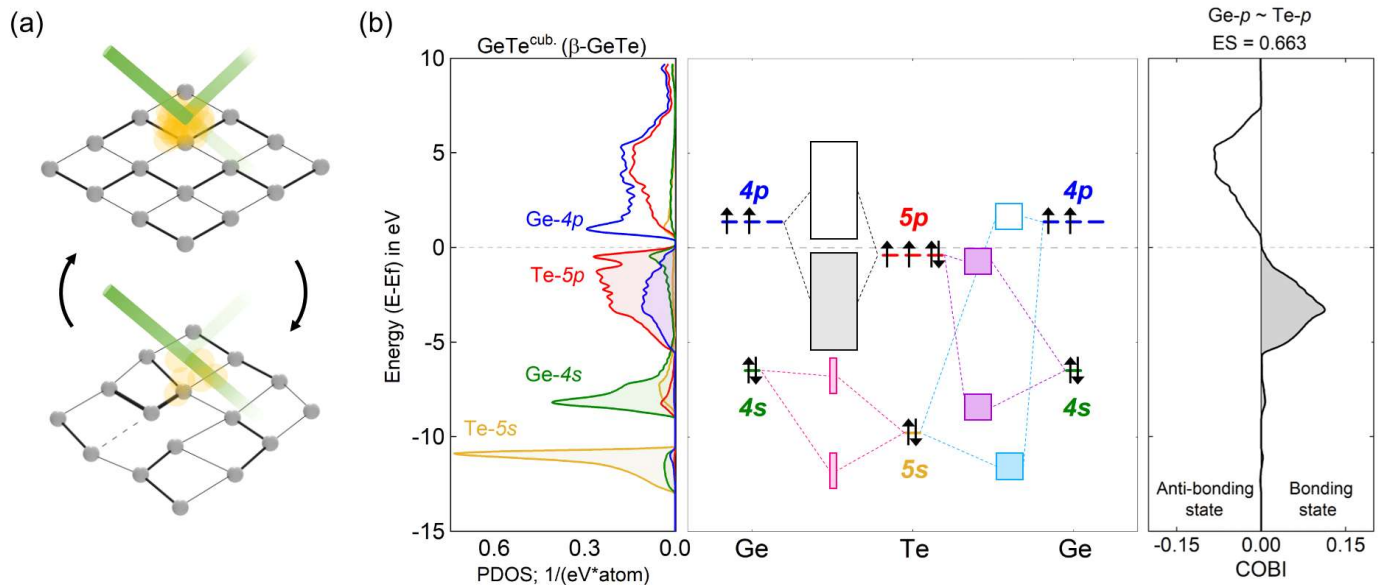 (a)
(b)
GeTe^cub. (β-GeTe)
Ge-p ~ Te-p
ES = 0.663
Energy (E-Ef) in eV
10
5
0
-5
-10
-15
Ge-4p
Te-5p
Ge-4s
Te-5s
0.6 0.3 0.0
PDOS; 1/(eV*atom)
4p
5p
4p
4s
5s
4s
Ge Te Ge
Anti-bonding
state
Bonding
state
-0.15 0.00 0.15
COBI